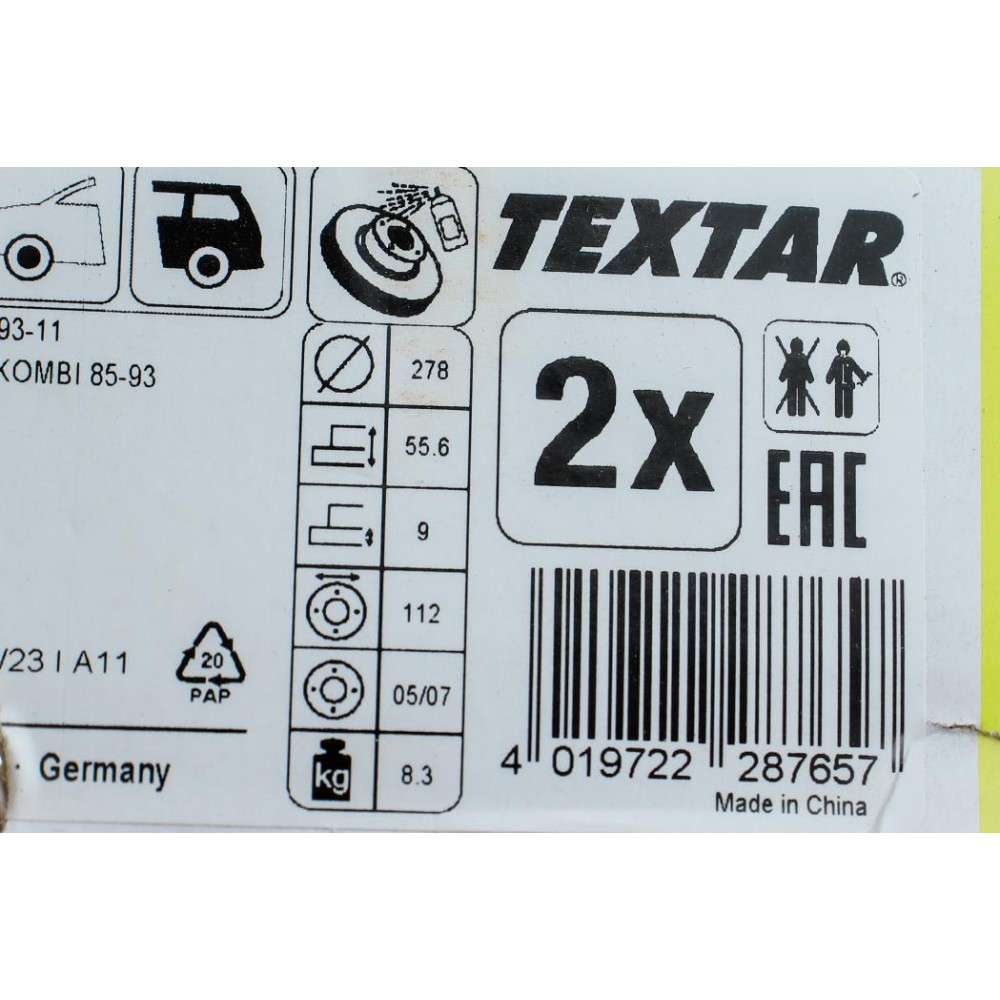 TEXTAR®
93-11
KOMBI 85-93
278
55.6
9
112
05/07
kg
8.3
2x
EAC
/23 I A11
20
PAP
· Germany
4 019722 287657
Made in China